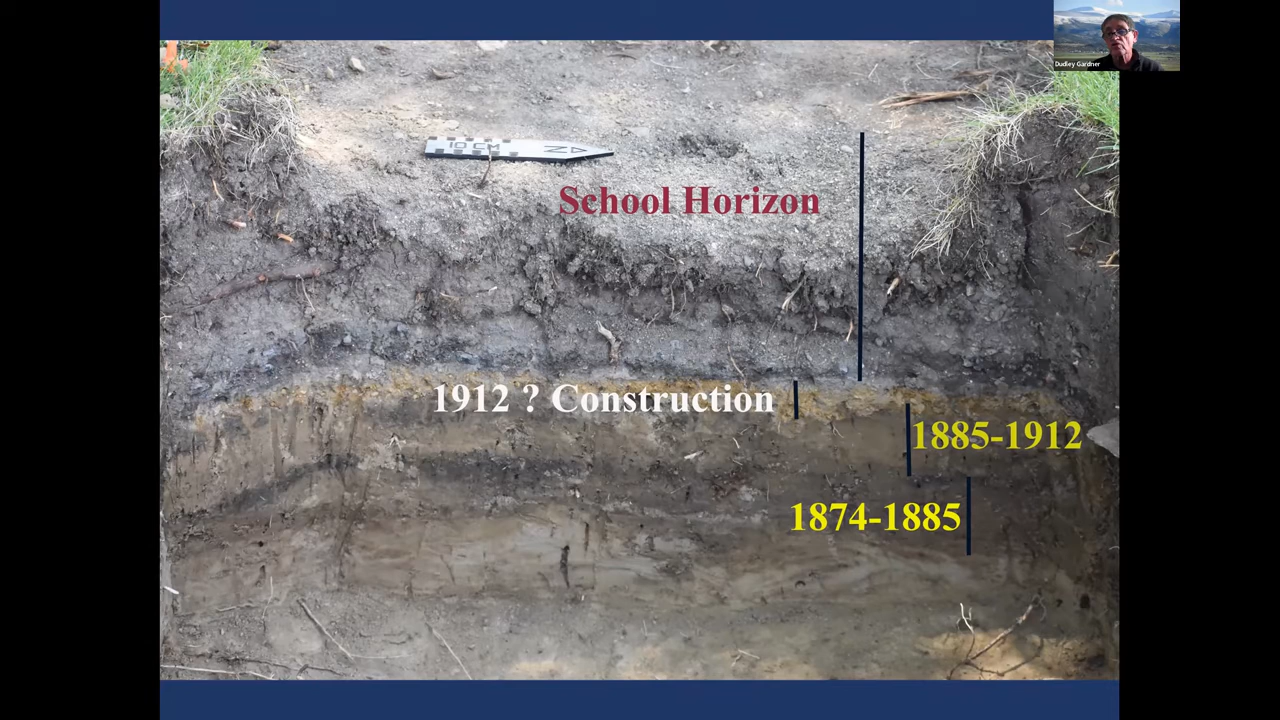 Dudley Gardner
10 CM N
School Horizon
1912 ? Construction
1885-1912
1874-1885